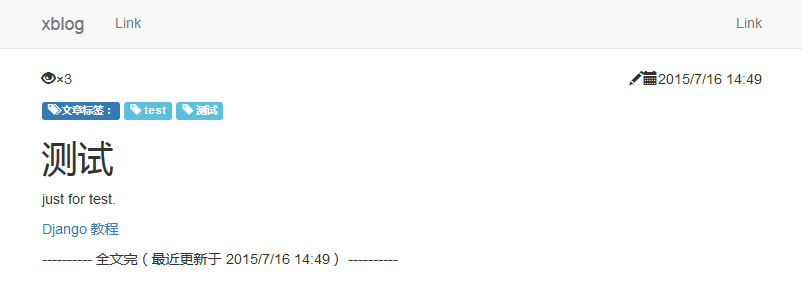 xblog Link Link
×3 2015/7/16 14:49
文章标签： test 测试
测试
just for test.
Django 教程
---------- 全文完（最近更新于 2015/7/16 14:49） ----------